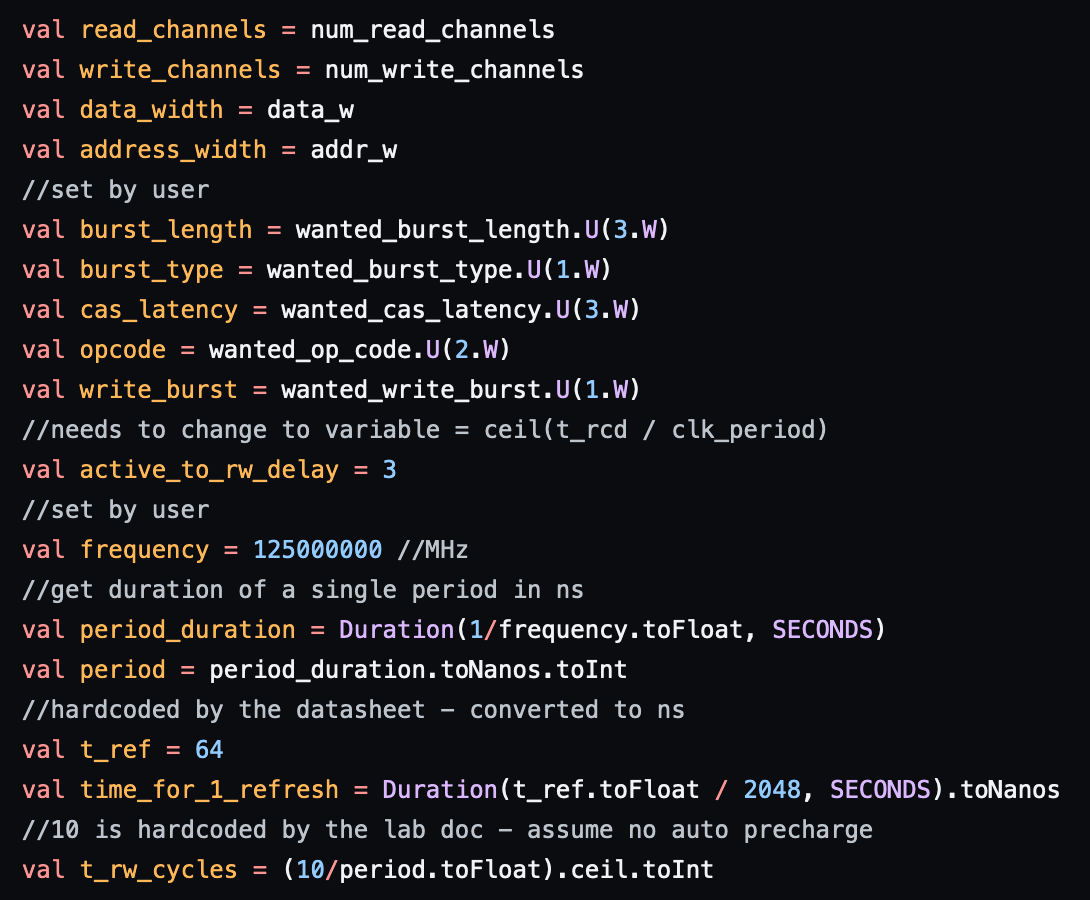 val read_channels = num_read_channels
val write_channels = num_write_channels
val data_width = data_w
val address_width = addr_w
//set by user
val burst_length = wanted_burst_length.U(3.W)
val burst_type = wanted_burst_type.U(1.W)
val cas_latency = wanted_cas_latency.U(3.W)
val opcode = wanted_op_code.U(2.W)
val write_burst = wanted_write_burst.U(1.W)
//needs to change to variable = ceil(t_rcd / clk_period)
val active_to_rw_delay = 3
//set by user
val frequency = 125000000 //MHz
//get duration of a single period in ns
val period_duration = Duration(1/frequency.toFloat, SECONDS)
val period = period_duration.toNanos.toInt
//hardcoded by the datasheet - converted to ns
val t_ref = 64
val time_for_1_refresh = Duration(t_ref.toFloat / 2048, SECONDS).toNanos
//10 is hardcoded by the lab doc - assume no auto precharge
val t_rw_cycles = (10/period.toFloat).ceil.toInt